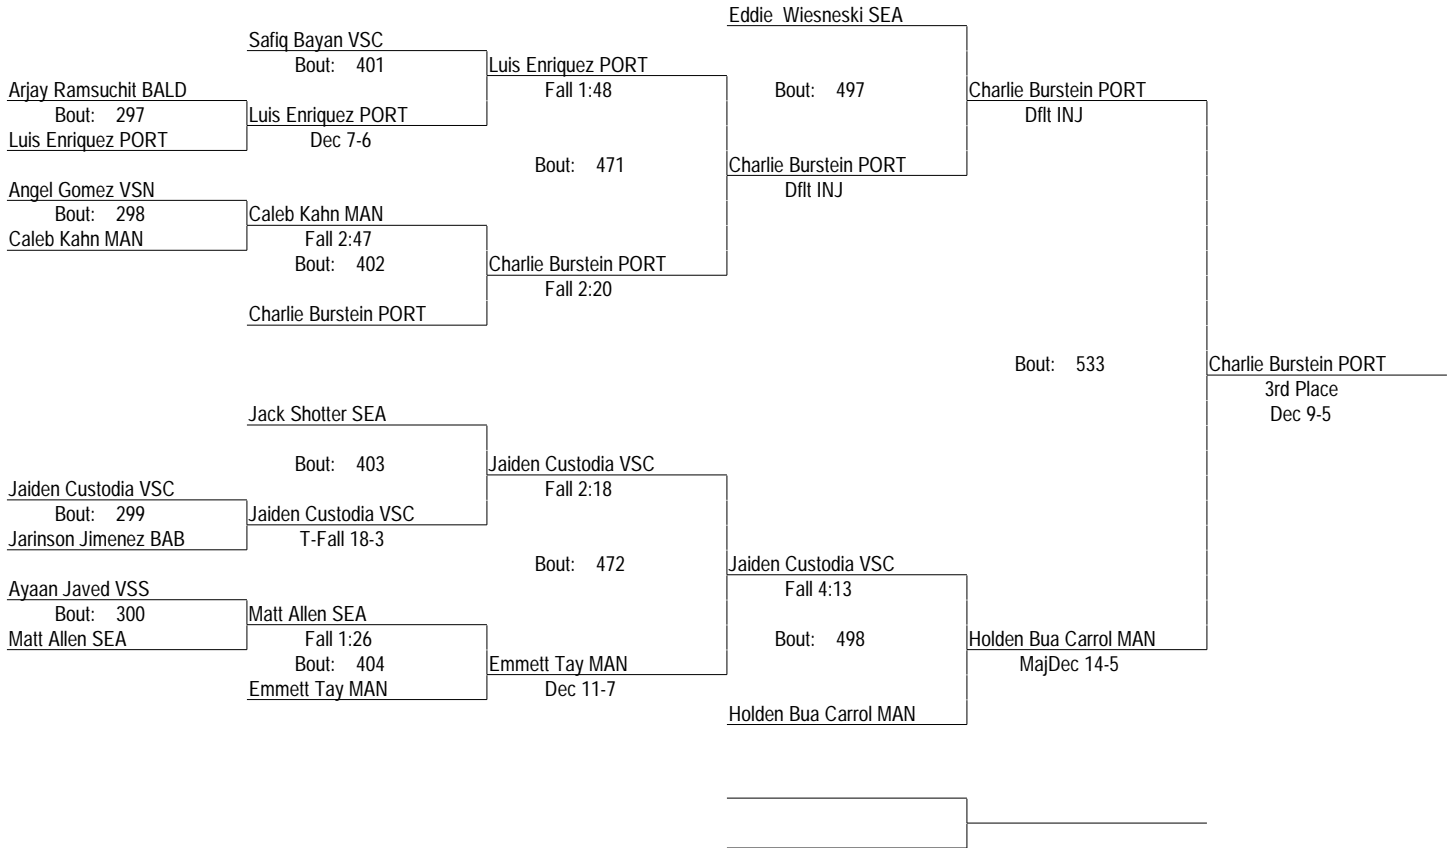 Eddie  Wiesneski SEA
Safiq Bayan VSC
Bout: 401
Luis Enriquez PORT
Fall 1:48
Bout: 497
Arjay Ramsuchit BALD
Bout: 297
Luis Enriquez PORT
Luis Enriquez PORT
Dec 7-6
Charlie Burstein PORT
Dflt INJ
Bout: 471
Charlie Burstein PORT
Dflt INJ
Angel Gomez VSN
Bout: 298
Caleb Kahn MAN
Caleb Kahn MAN
Fall 2:47
Bout: 402
Charlie Burstein PORT
Fall 2:20
Charlie Burstein PORT
Bout: 533
Charlie Burstein PORT
3rd Place
Dec 9-5
Jack Shotter SEA
Bout: 403
Jaiden Custodia VSC
Fall 2:18
Jaiden Custodia VSC
Bout: 299
Jarinson Jimenez BAB
Jaiden Custodia VSC
T-Fall 18-3
Bout: 472
Jaiden Custodia VSC
Fall 4:13
Ayaan Javed VSS
Bout: 300
Matt Allen SEA
Matt Allen SEA
Fall 1:26
Bout: 404
Emmett Tay MAN
Emmett Tay MAN
Dec 11-7
Bout: 498
Holden Bua Carrol MAN
MajDec 14-5
Holden Bua Carrol MAN